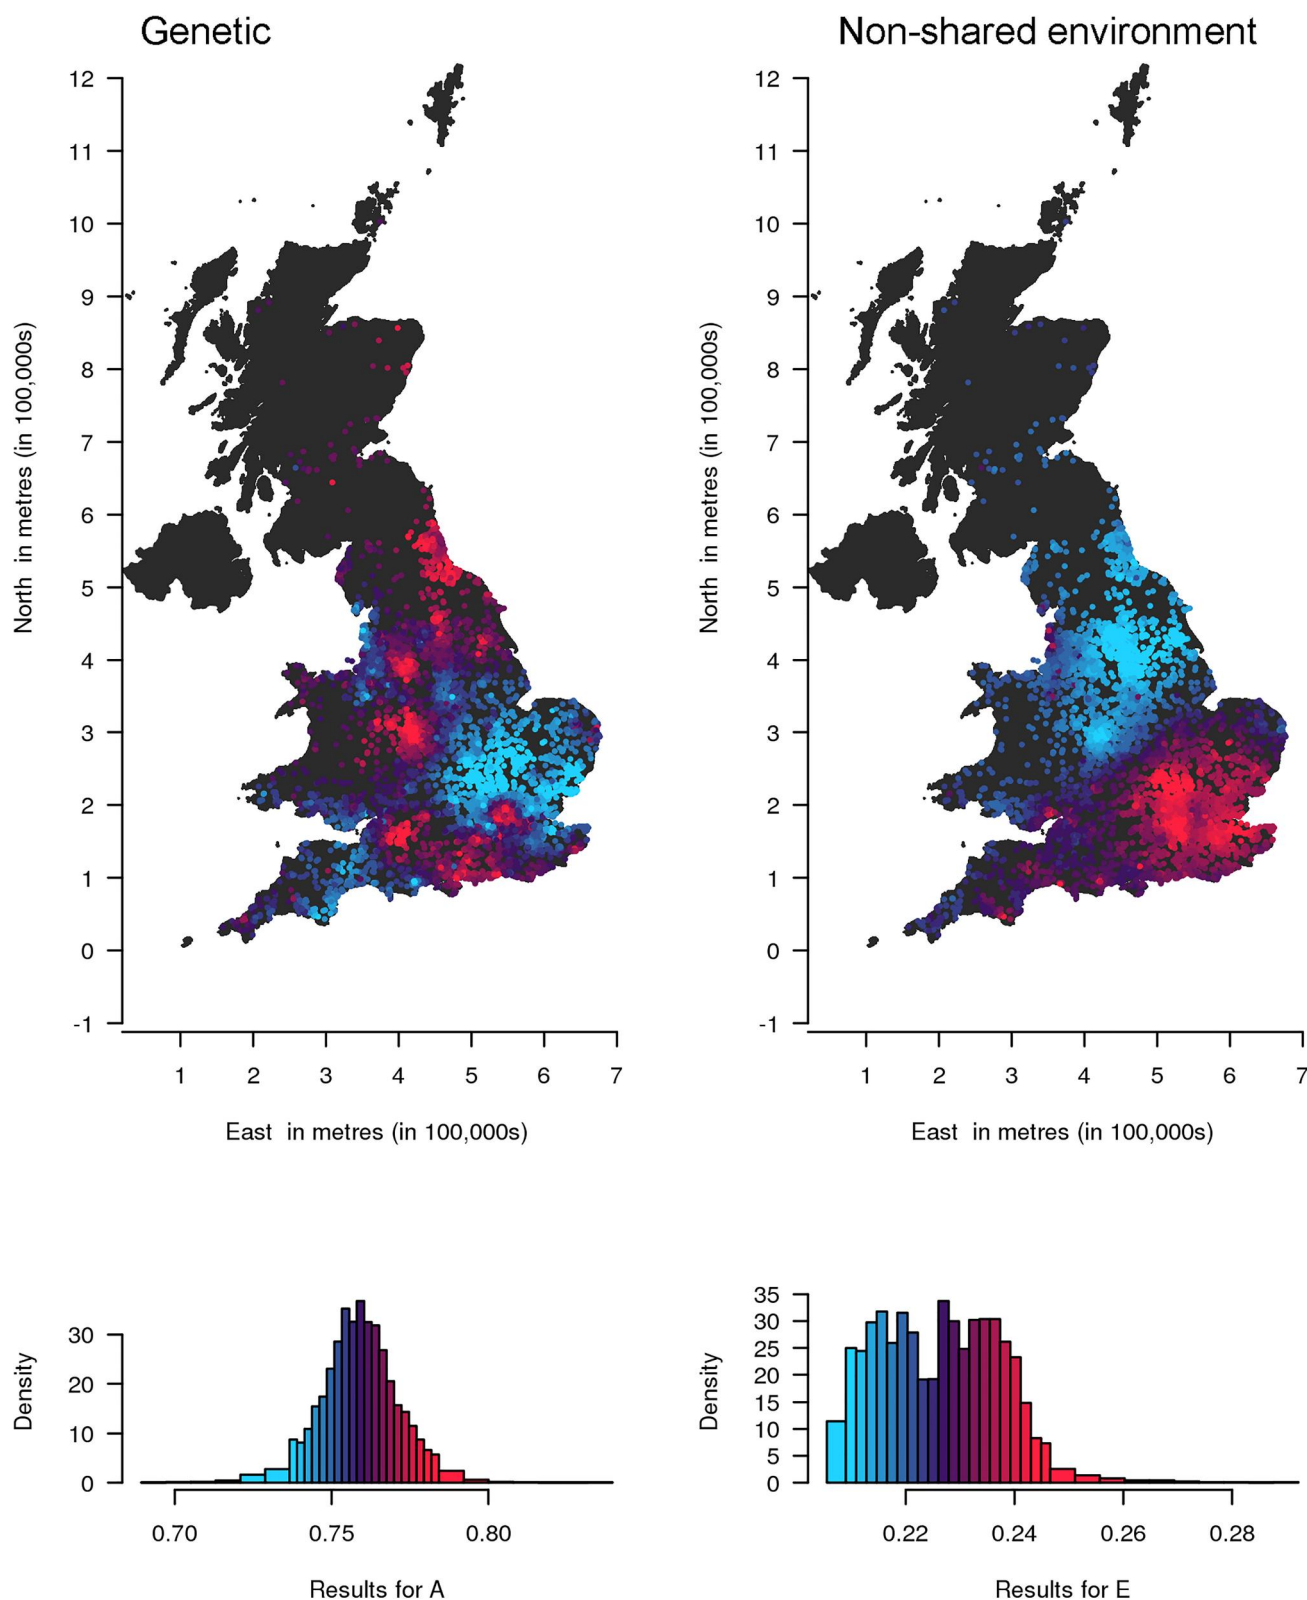 Genetic
Non-shared environment
12
11
10
9
8
7
6
5
4
3
2
1
0
-1
North in metres (in 100,000s)
1 2 3 4 5 6 7
East in metres (in 100,000s)
12
11
10
9
8
7
6
5
4
3
2
1
0
-1
North in metres (in 100,000s)
1 2 3 4 5 6 7
East in metres (in 100,000s)
30
20
10
0
Density
0.70 0.75 0.80
Results for A
35
30
25
20
15
10
5
0
Density
0.22 0.24 0.26 0.28
Results for E